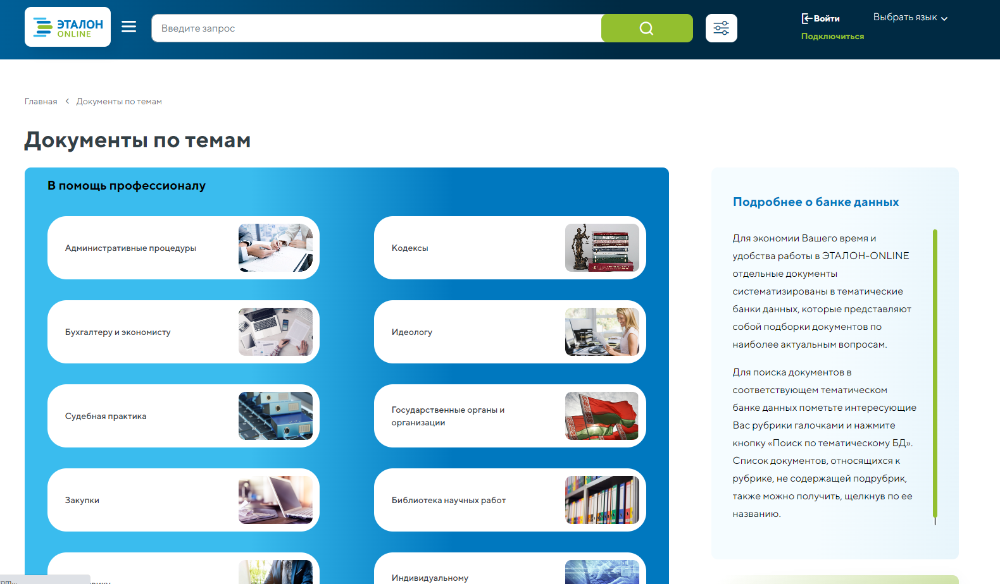 ЭТАЛОН
ONLINE
Введите запрос
Войти
Подключиться
Выбрать язык
Главная
Документы по темам
Документы по темам
В помощь профессионалу
Административные процедуры
Кодексы
Бухгалтеру и экономисту
Идеологу
Судебная практика
Государственные органы и
организации
Закупки
Библиотека научных работ
Индивидуальному
Подробнее о банке данных
Для экономии Вашего время и
удобства работы в ЭТАЛОН-ONLINE
отдельные документы
систематизированы в тематические
банки данных, которые представляют
собой подборки документов по
наиболее актуальным вопросам.
Для поиска документов в
соответствующем тематическом
банке данных пометьте интересующие
Вас рубрики галочками и нажмите
кнопку «Поиск по тематическому БД».
Список документов, относящихся к
рубрике, не содержащей подрубрик,
также можно получить, щелкнув по ее
названию.